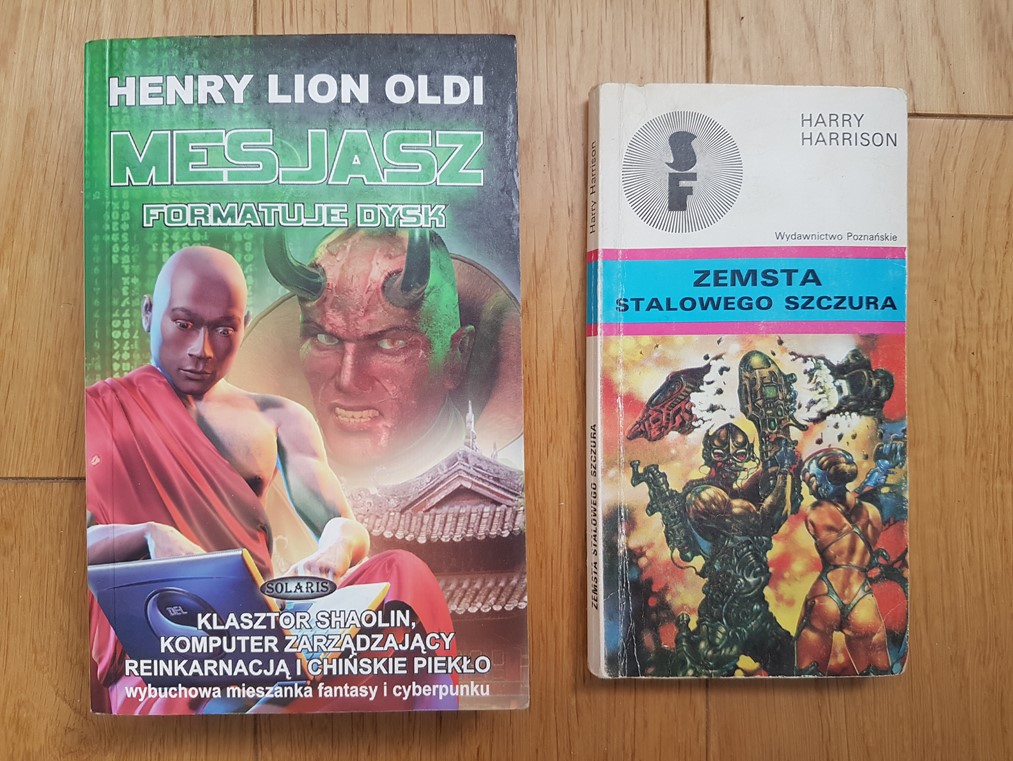 HENRY LION OLDI
MESJASZ
FORMATUJE DYSK
DEL
SOLARIS
KLASZTOR SHAOLIN,
KOMPUTER ZARZĄDZAJĄCY
REINKARNACJĄ I CHIŃSKIE PIEKŁO
wybuchowa mieszanka fantasy i cyberpunku
Harry Harrison
ZEMSTA STALOWEGO SZCZURA
SF
HARRY
HARRISON
Wydawnictwo Poznańskie
ZEMSTA
STALOWEGO SZCZURA